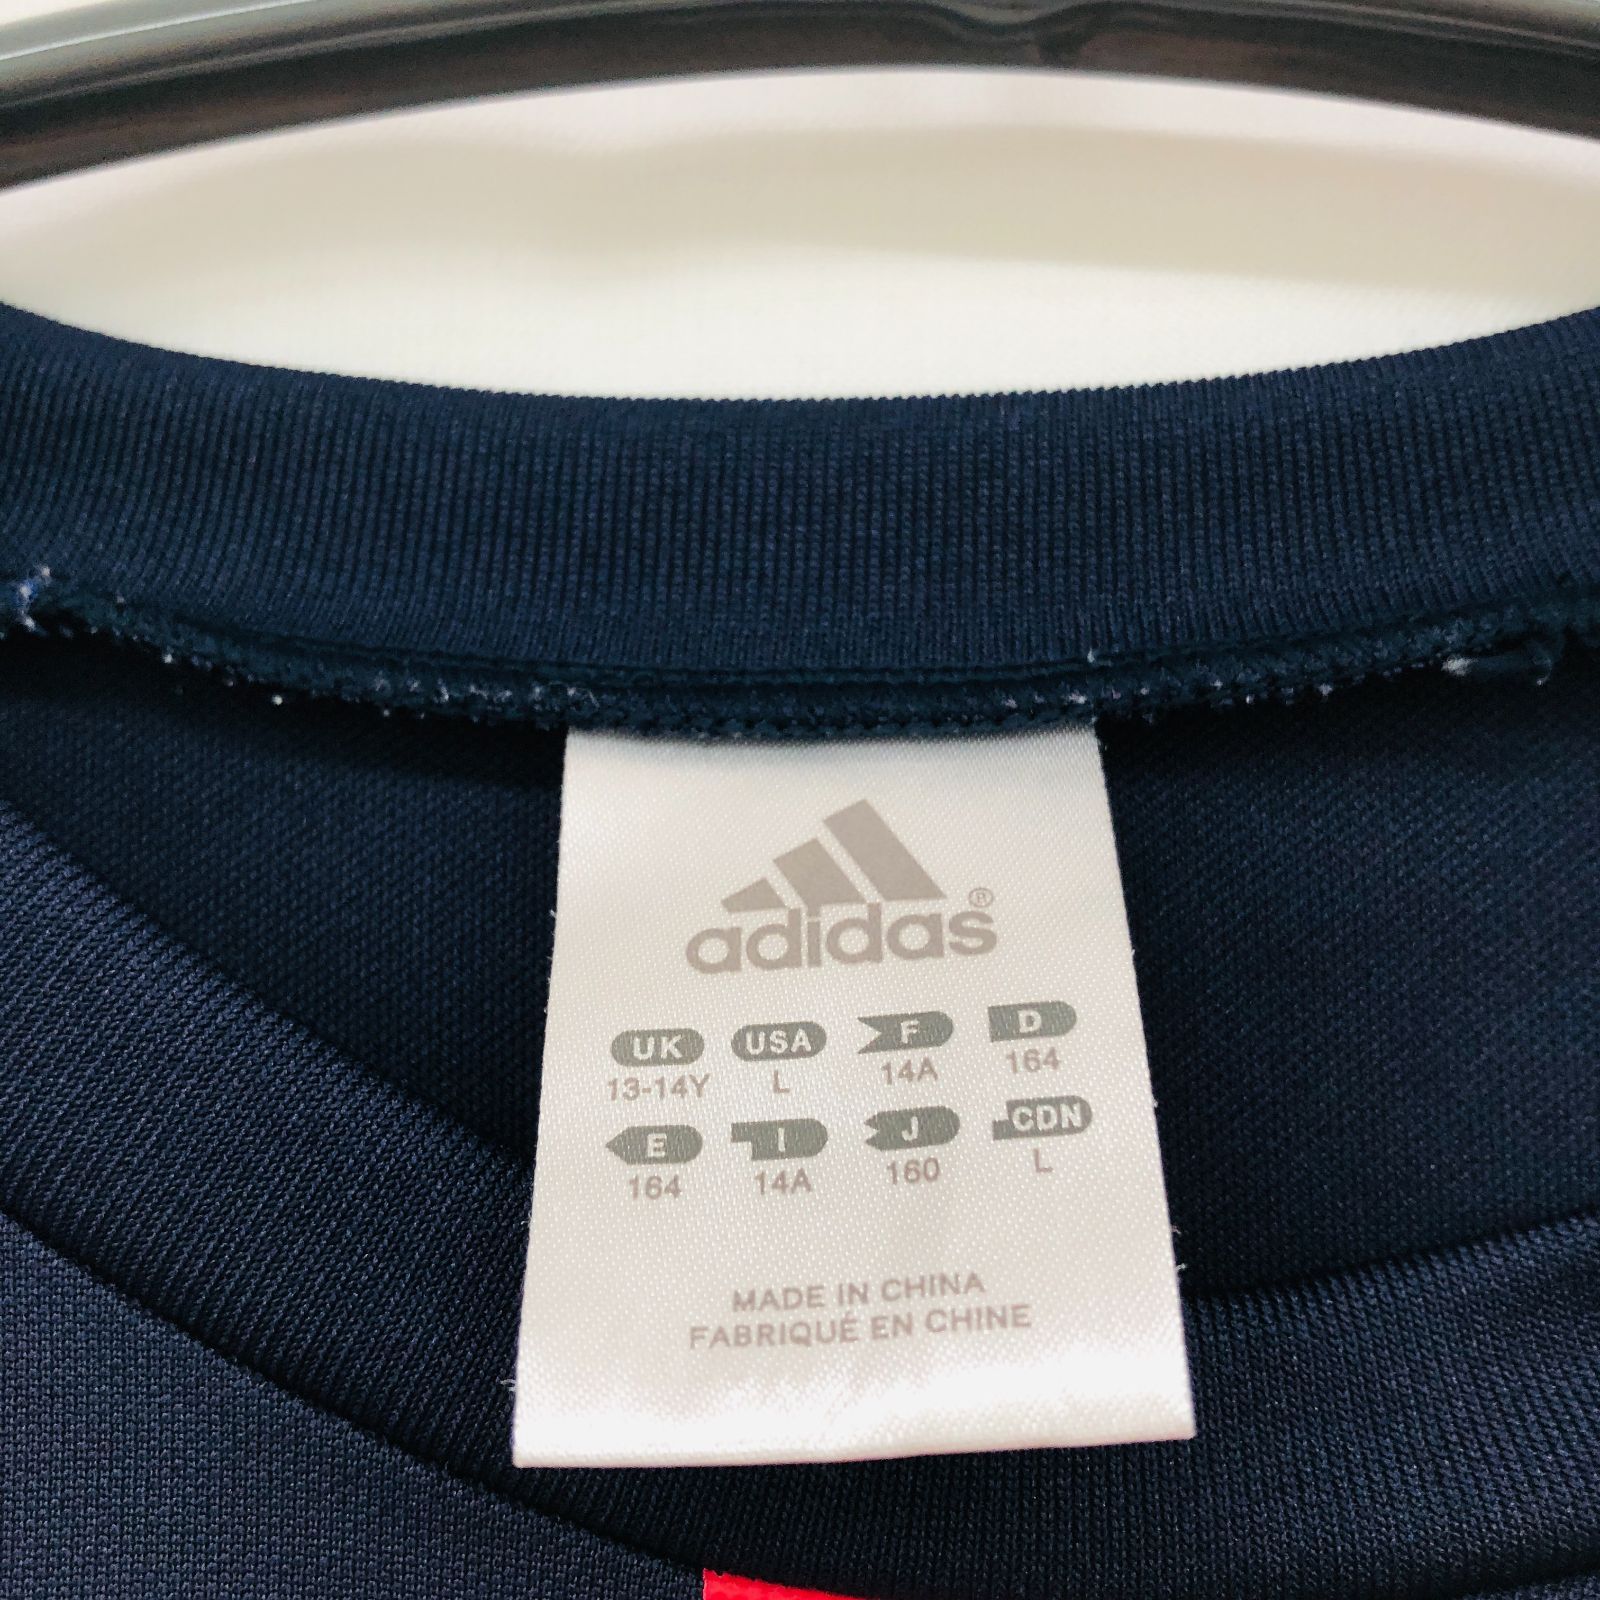 adidas®
UK USA F D
13-14Y L 14A 164
E I J CDN
164 14A 160 L
MADE IN CHINA
FABRIQUÉ EN CHINE